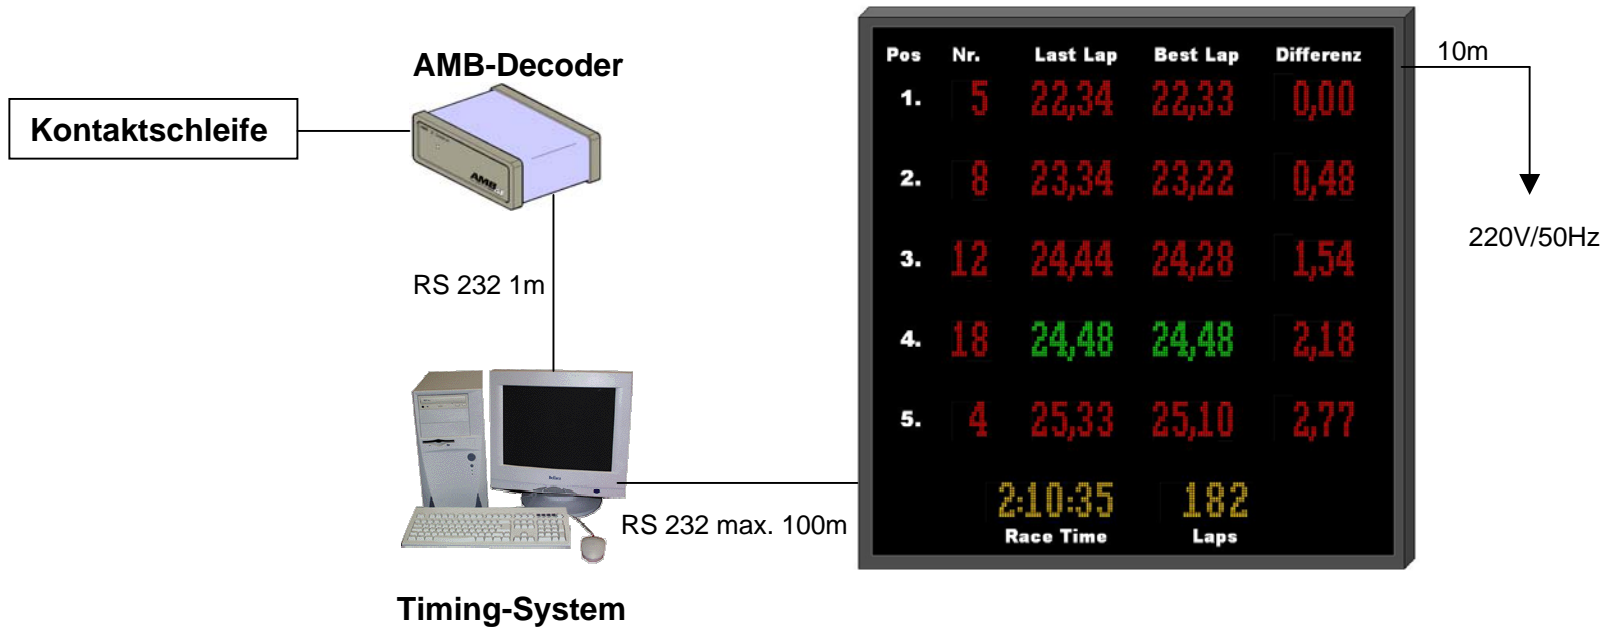 AMB-Decoder
Kontaktschleife
AMB
RS 232 1m
RS 232 max. 100m
Timing-System
Pos Nr. Last Lap Best Lap Differenz
1. 5 22,34 22,33 0,00
2. 8 23,34 23,22 0,48
3. 12 24,44 24,28 1,54
4. 18 24,48 24,48 2,18
5. 4 25,33 25,10 2,77
2:10:35 182
Race Time Laps
10m
220V/50Hz